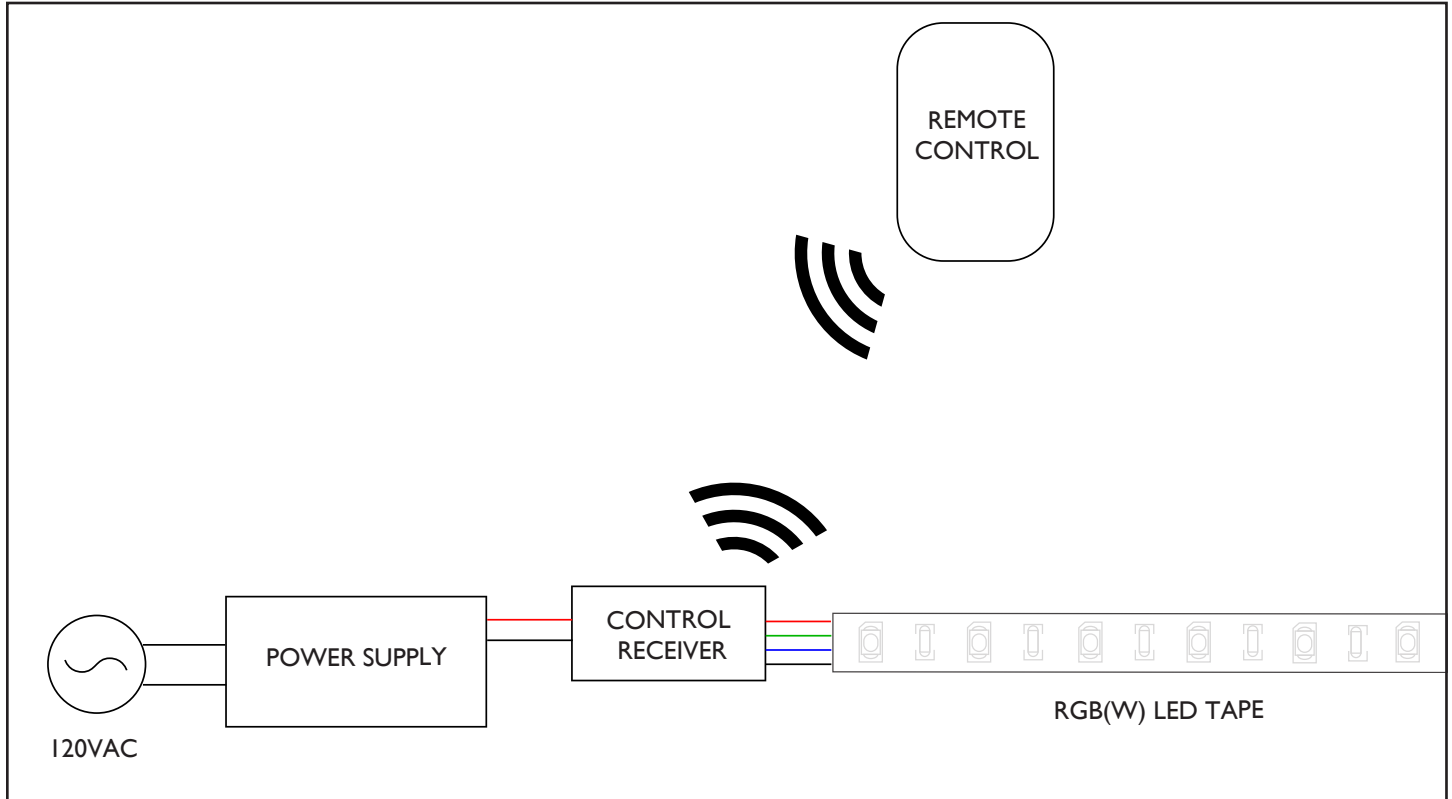 REMOTE
CONTROL
POWER SUPPLY
CONTROL
RECEIVER
RGB(W) LED TAPE
120VAC